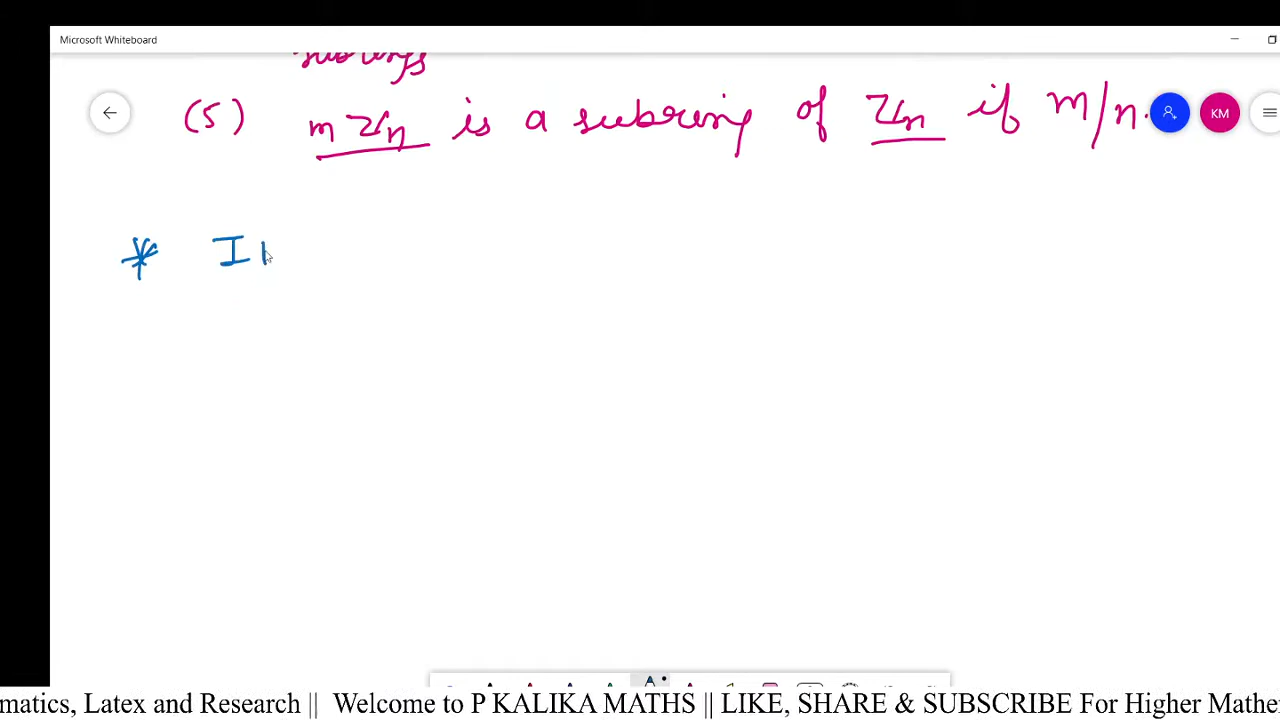 Microsoft Whiteboard
subrings
(5) mℤn is a subring of ℤn if m/n.
KM
* I
matics, Latex and Research || Welcome to P KALIKA MATHS || LIKE, SHARE & SUBSCRIBE For Higher Mathe